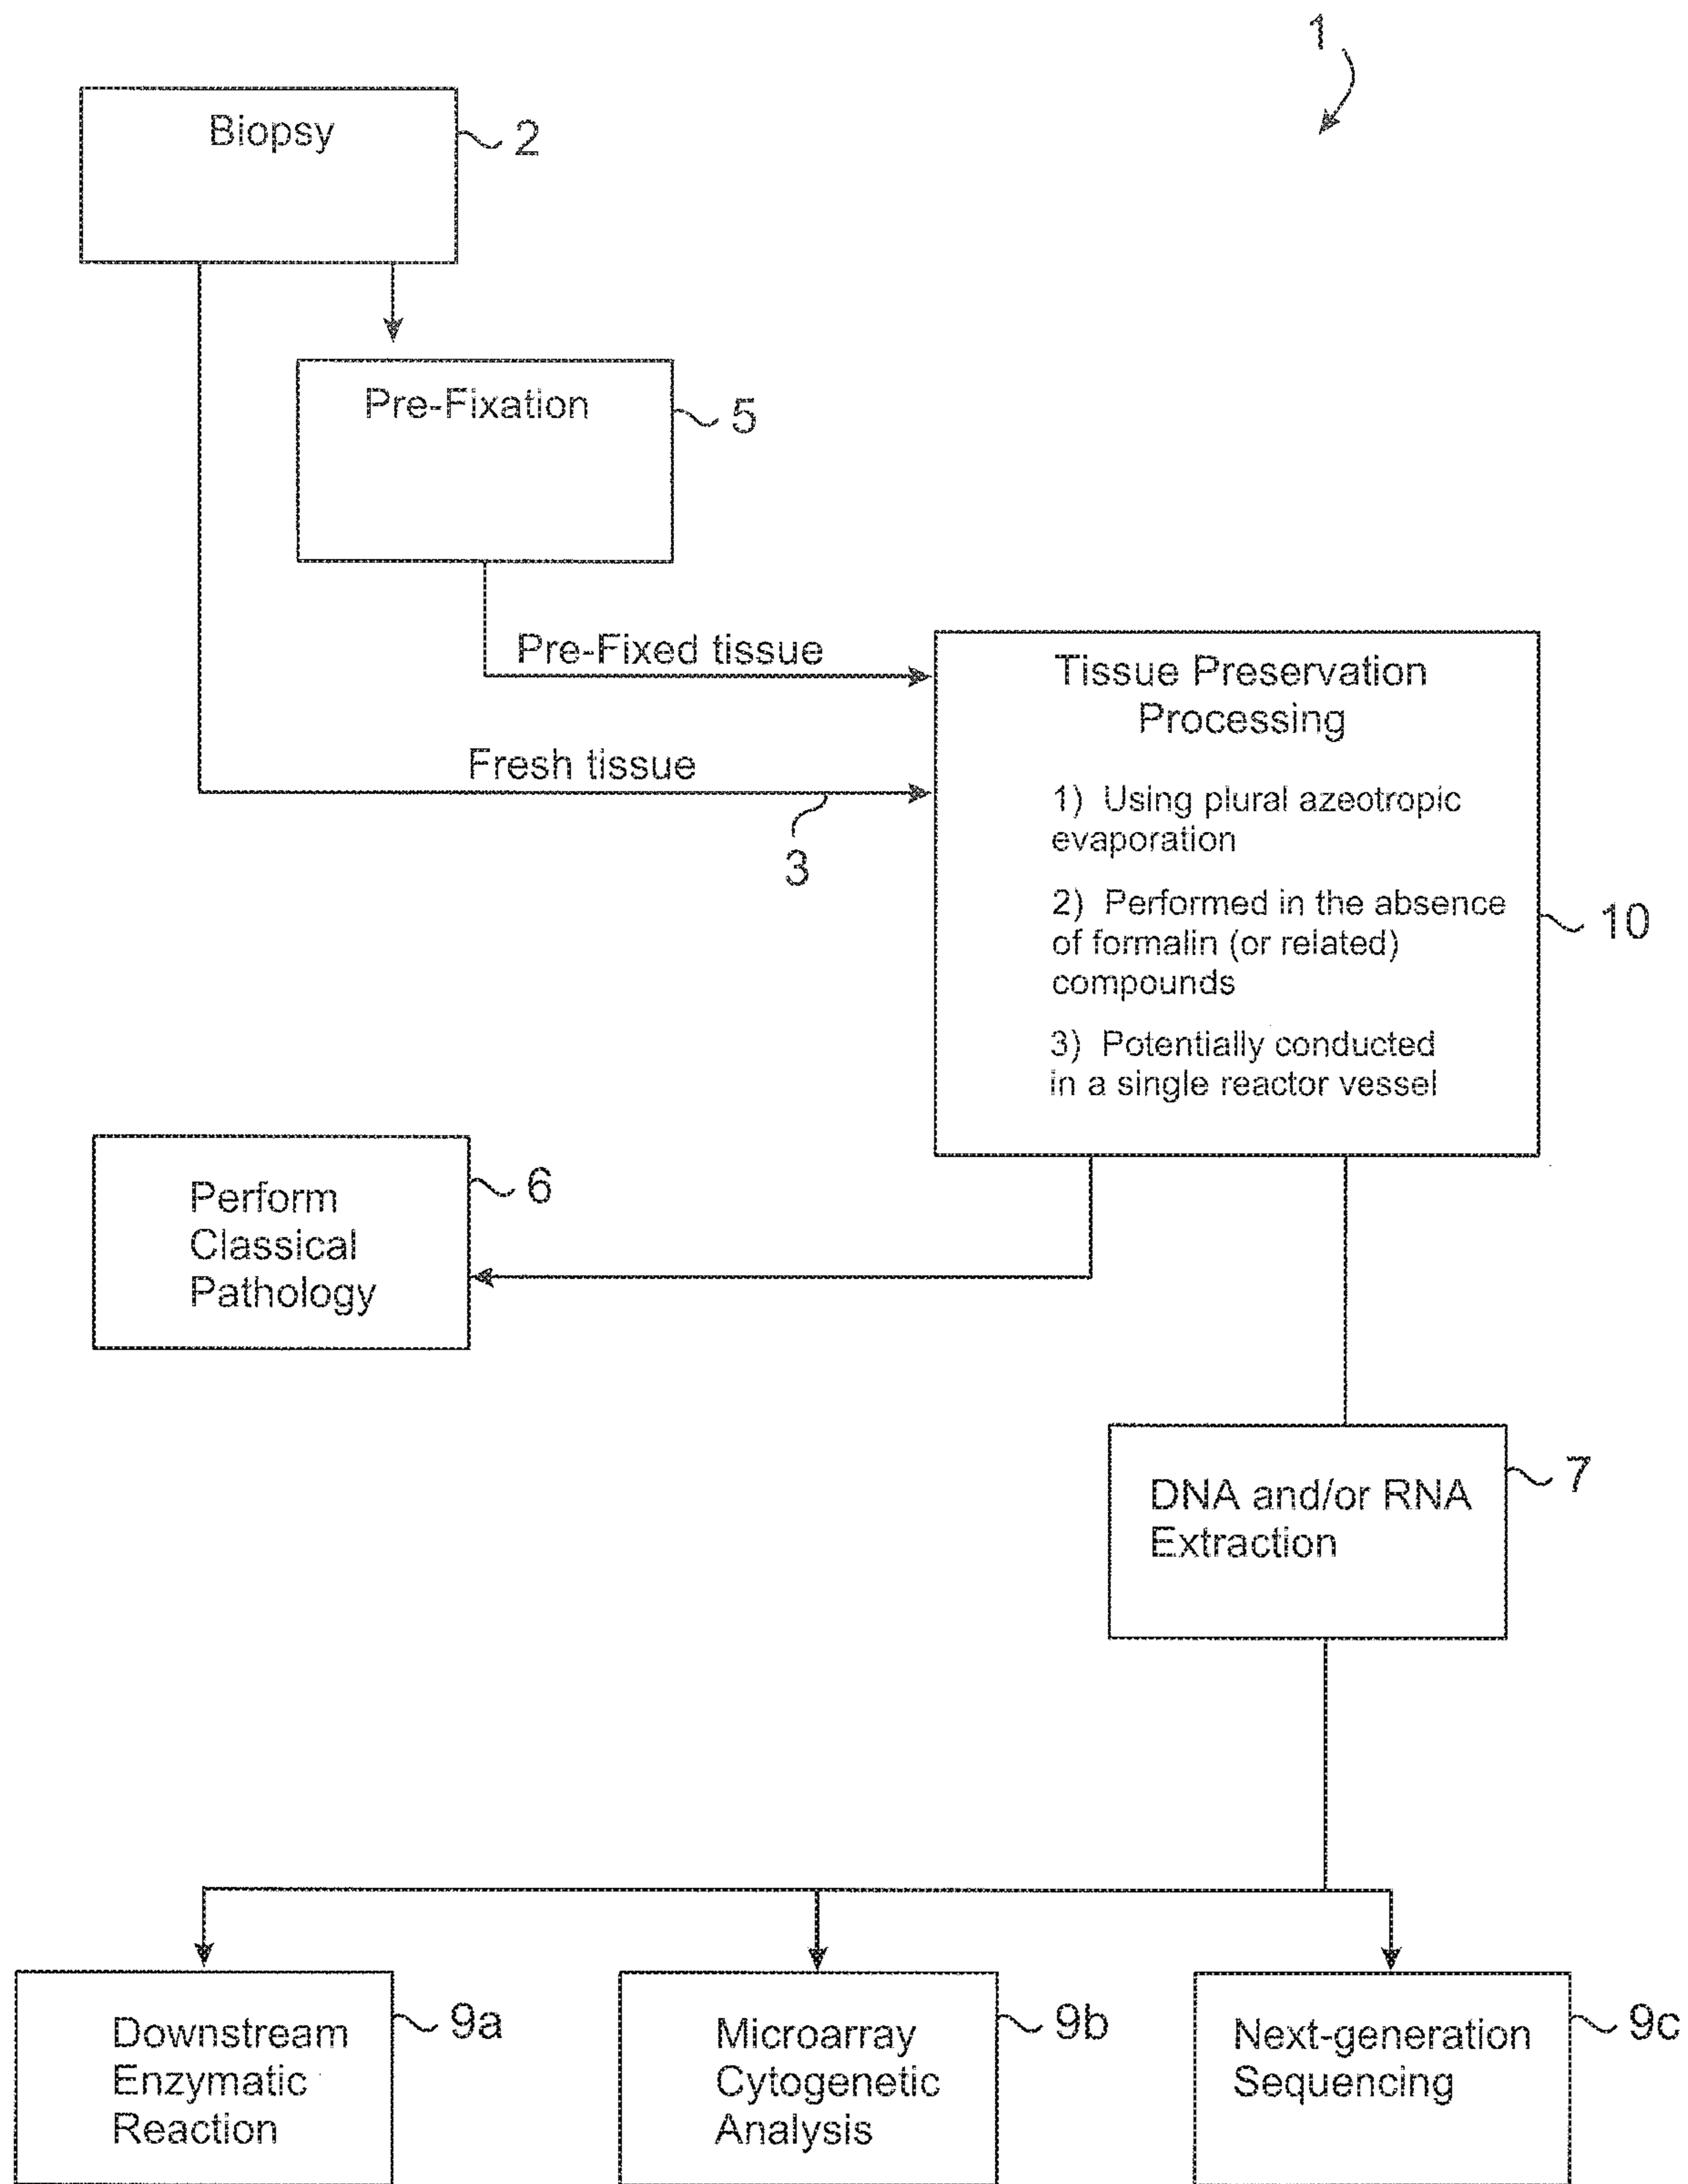 1
Biopsy
2
Pre-Fixation
5
Pre-Fixed tissue
Fresh tissue
3
Tissue Preservation
Processing
1) Using plural azeotropic
evaporation
2) Performed in the absence
of formalin (or related)
compounds
3) Potentially conducted
in a single reactor vessel
10
Perform
Classical
Pathology
6
DNA and/or RNA
Extraction
7
Downstream
Enzymatic
Reaction
9a
Microarray
Cytogenetic
Analysis
9b
Next-generation
Sequencing
9c